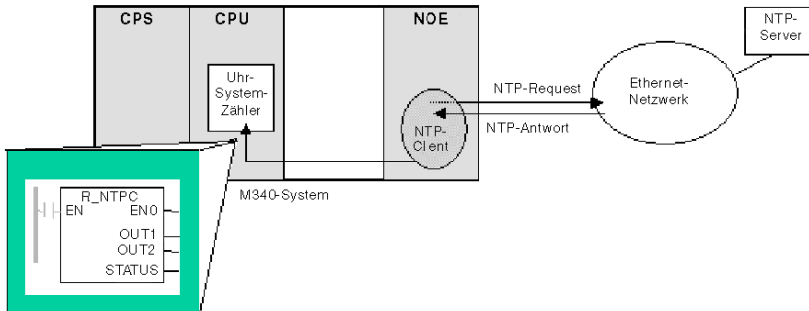 CPS
CPU
NOE
NTP-
Server
Uhr-
System-
Zähler
NTP-Request
Ethernet-
Netzwerk
NTP-
Client
NTP-Antwort
M340-System
R_NTPC
EN
ENO
OUT1
OUT2
STATUS